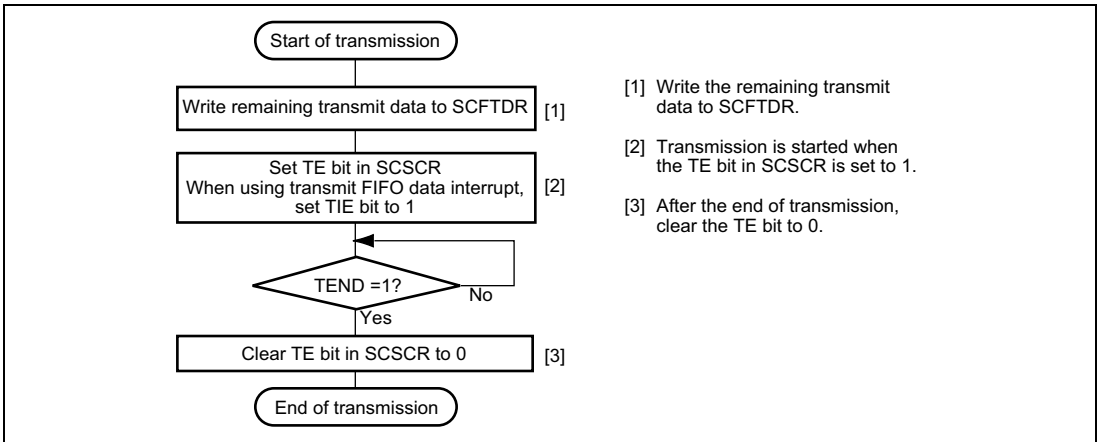 Start of transmission
Write remaining transmit data to SCFTDR
[1]
Set TE bit in SCSCR
When using transmit FIFO data interrupt,
set TIE bit to 1
[2]
TEND =1?
No
Yes
Clear TE bit in SCSCR to 0
[3]
End of transmission
[1] Write the remaining transmit
data to SCFTDR.
[2] Transmission is started when
the TE bit in SCSCR is set to 1.
[3] After the end of transmission,
clear the TE bit to 0.